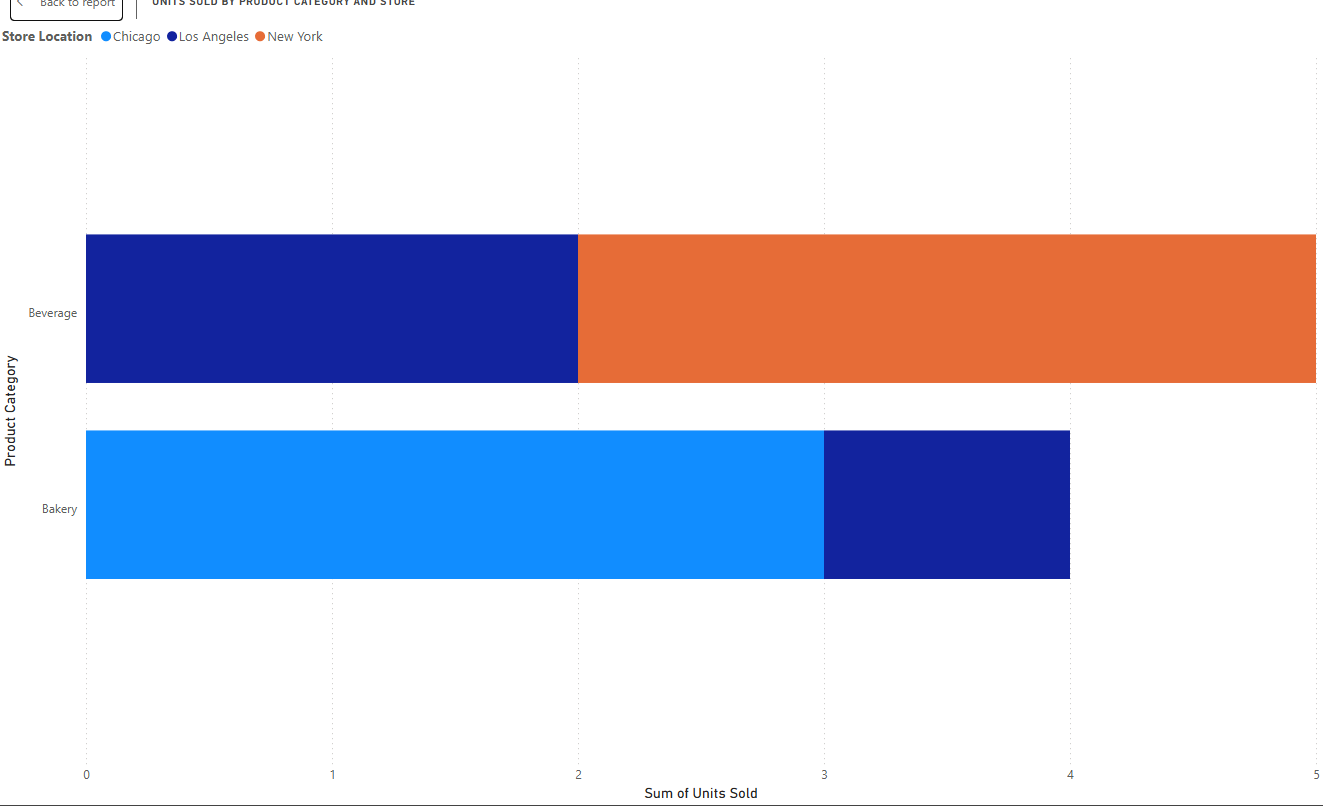 Back to report
UNITS SOLD BY PRODUCT CATEGORY AND STORE
Store Location Chicago Los Angeles New York
Product Category
Beverage
Bakery
0 1 2 3 4 5
Sum of Units Sold